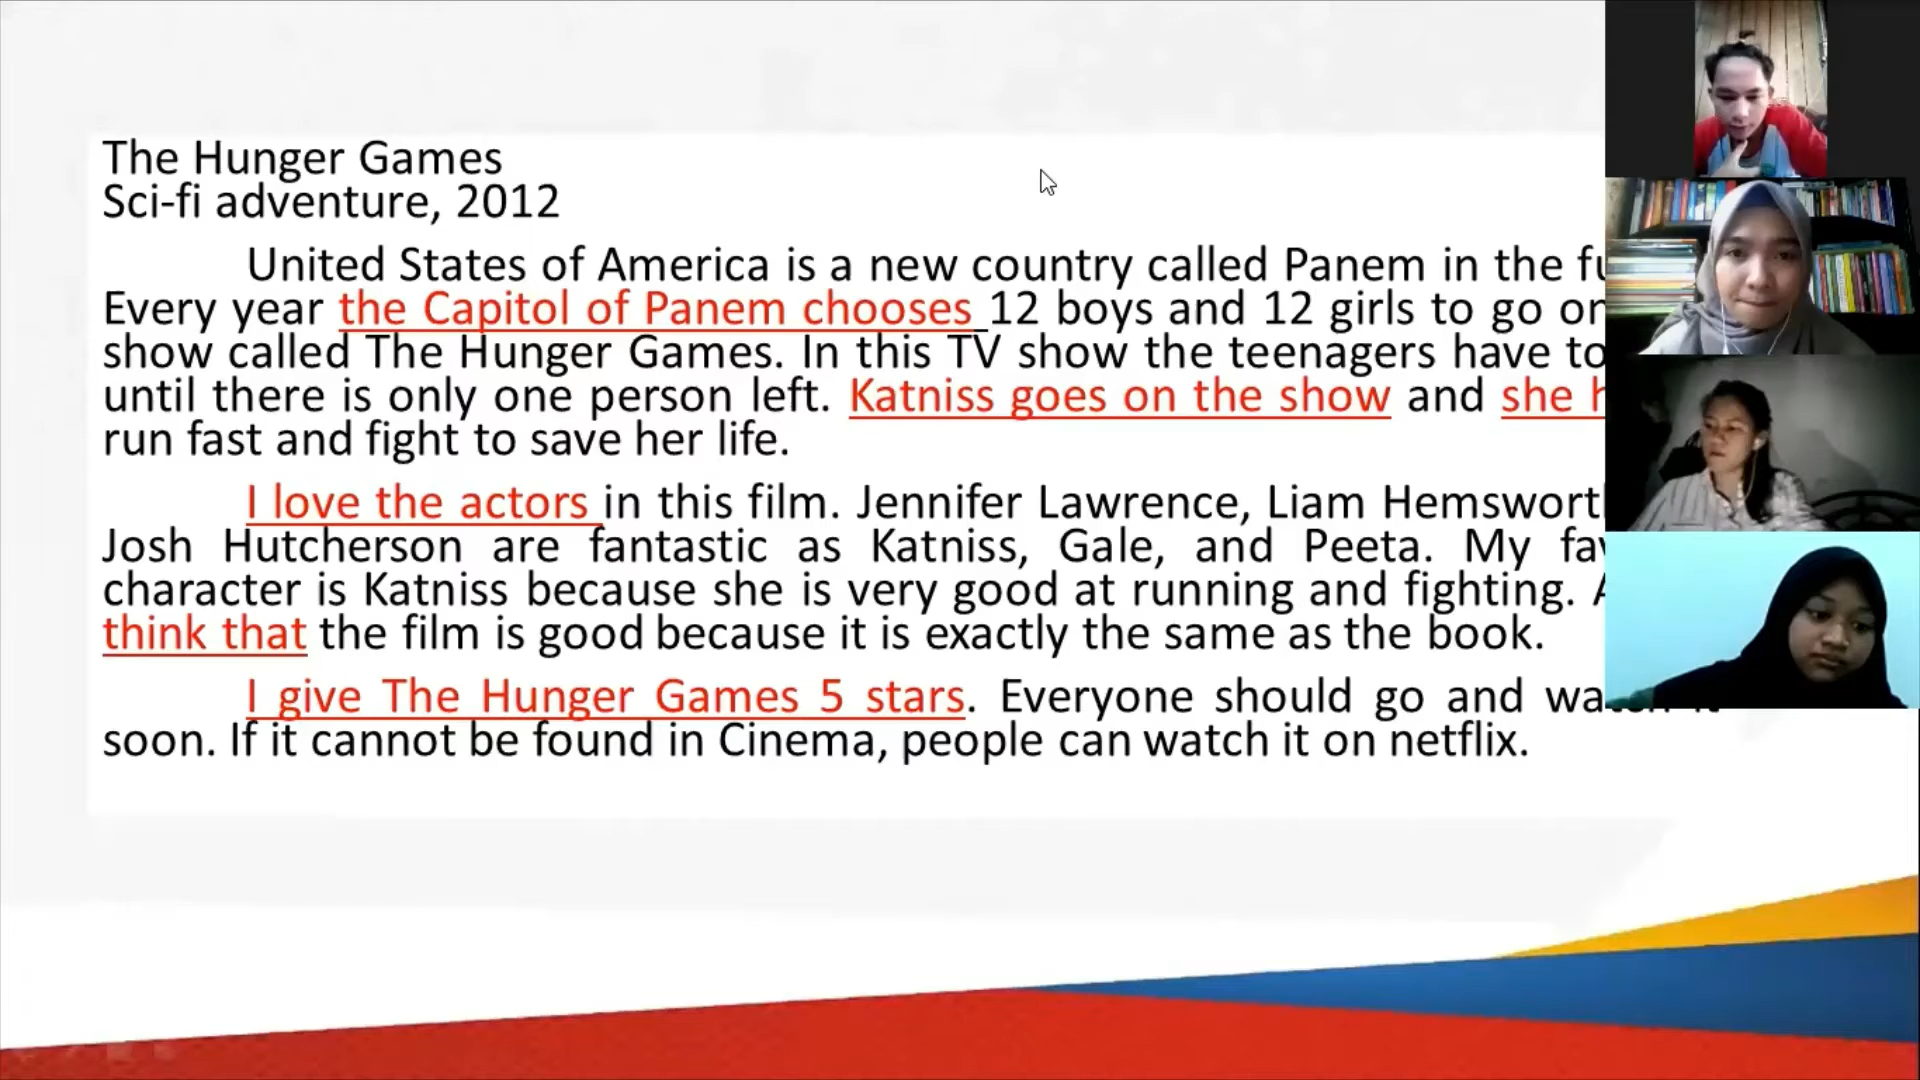 The Hunger Games
Sci-fi adventure, 2012
United States of America is a new country called Panem in the
Every year the Capitol of Panem chooses 12 boys and 12 girls to go
show called The Hunger Games. In this TV show the teenagers have to
until there is only one person left. Katniss goes on the show and she
run fast and fight to save her life.
I love the actors in this film. Jennifer Lawrence, Liam Hemsworth
Josh Hutcherson are fantastic as Katniss, Gale, and Peeta. My
character is Katniss because she is very good at running and fighting.
think that the film is good because it is exactly the same as the book.
I give The Hunger Games 5 stars. Everyone should go and watch it
soon. If it cannot be found in Cinema, people can watch it on netflix.